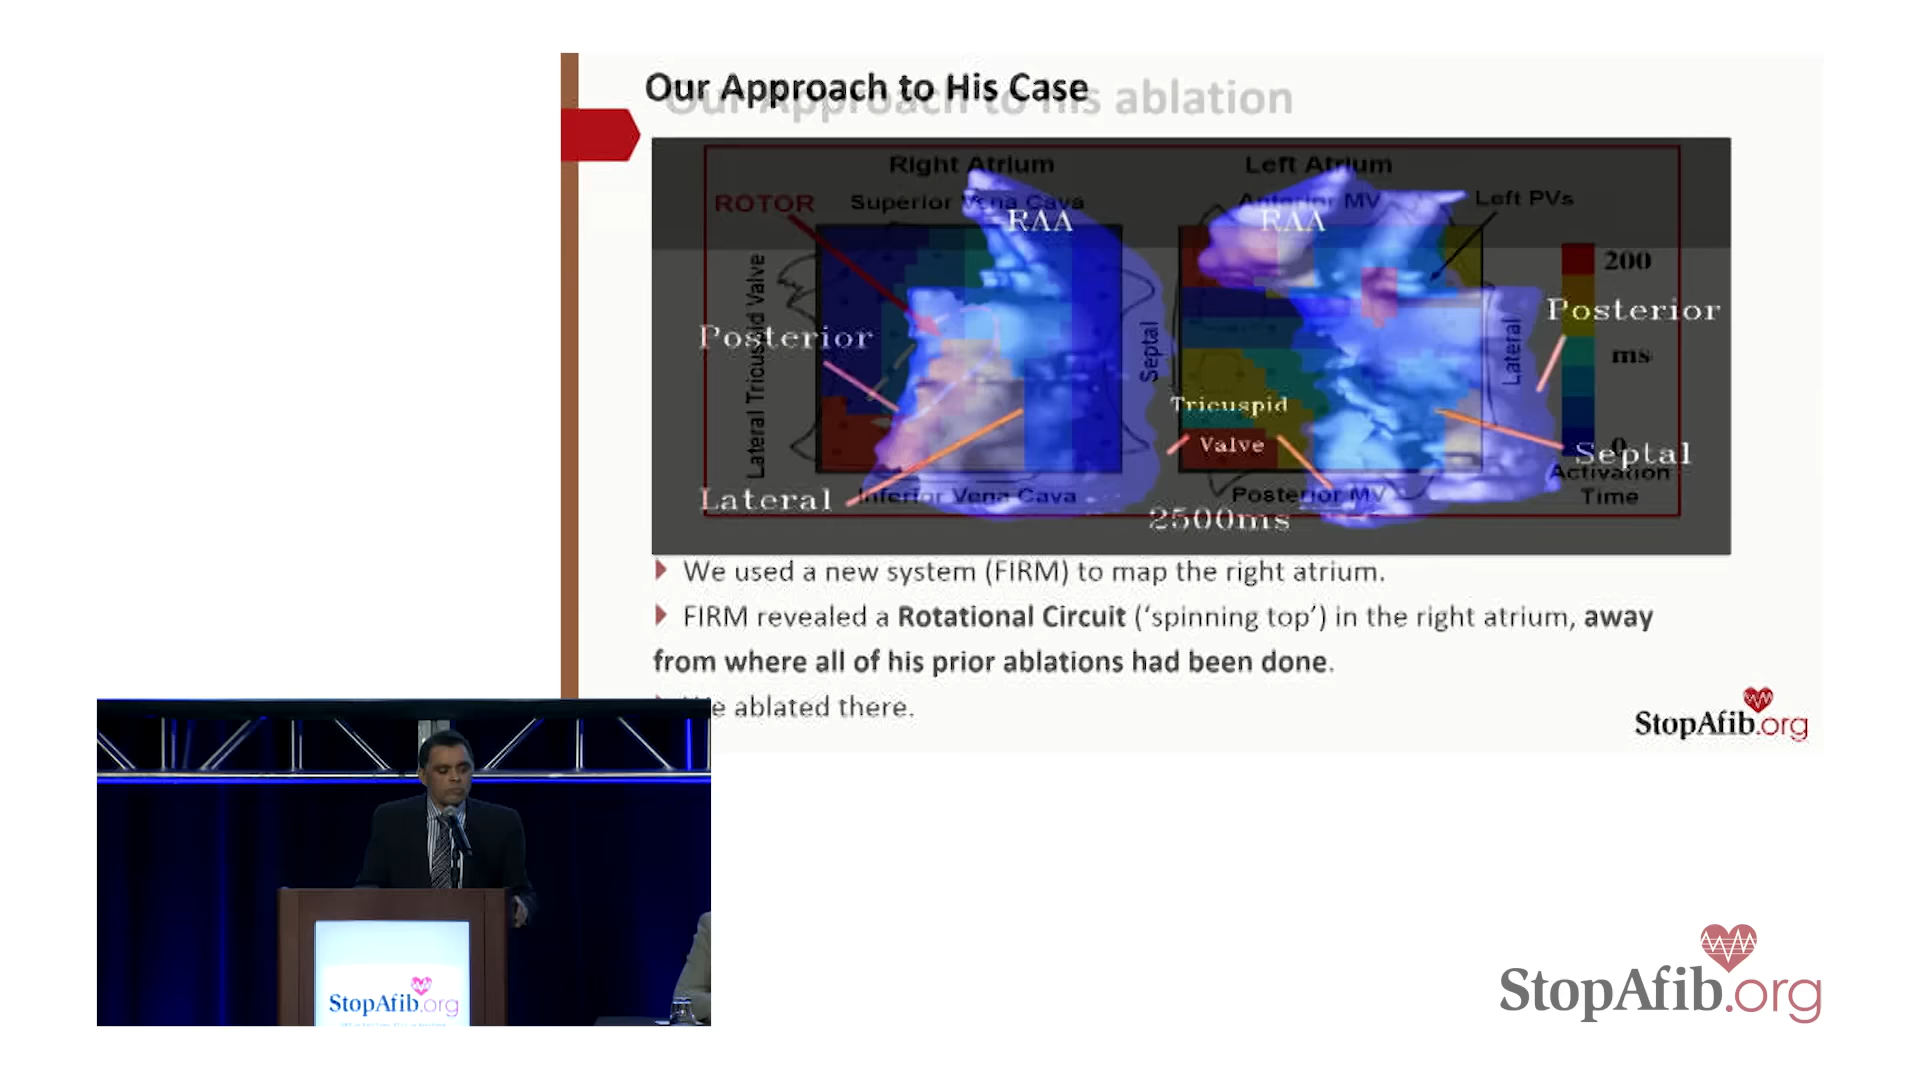 Our Approach to His Case
Our Approach to his ablation
Right Atrium
Left Atrium
ROTOR
Superior Vena Cava
Anterior MV
Left PVs
RAA
RAA
Lateral Tricuspid Valve
Septal
Lateral
200
ms
0
Activation
Time
Posterior
Posterior
Tricuspid
Valve
Septal
Lateral
Inferior Vena Cava
Posterior MV
2500ms
We used a new system (FIRM) to map the right atrium.
FIRM revealed a Rotational Circuit (‘spinning top’) in the right atrium, away
from where all of his prior ablations had been done.
We ablated there.
StopAfib.org
StopAfib.org
StopAfib.org